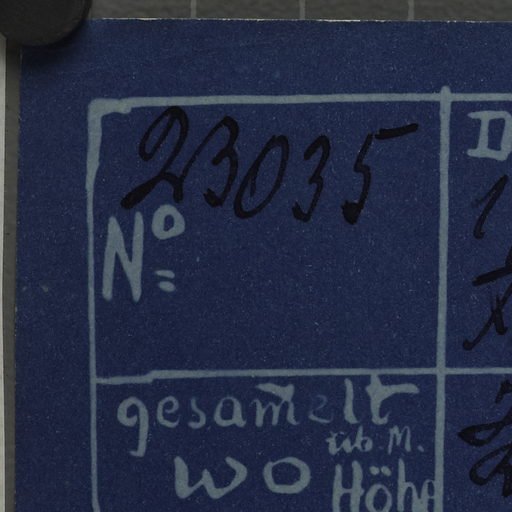 23035
Nº
gesammelt
üb. M.
wo Höhe